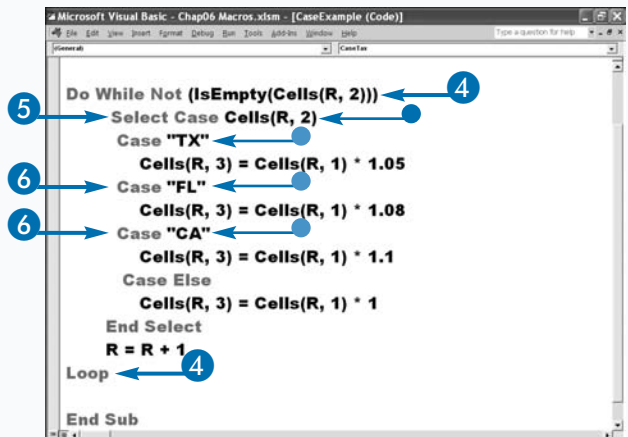 Microsoft Visual Basic - Chap06 Macros.xlsm - [CaseExample (Code)]
File Edit View Insert Format Debug Run Tools Add-Ins Window Help Type a question for help
(General) CaseTax
Do While Not (IsEmpty(Cells(R, 2))) 4
5 Select Case Cells(R, 2)
Case "TX"
Cells(R, 3) = Cells(R, 1) * 1.05
6 Case "FL"
Cells(R, 3) = Cells(R, 1) * 1.08
6 Case "CA"
Cells(R, 3) = Cells(R, 1) * 1.1
Case Else
Cells(R, 3) = Cells(R, 1) * 1
End Select
R = R + 1
Loop 4
End Sub